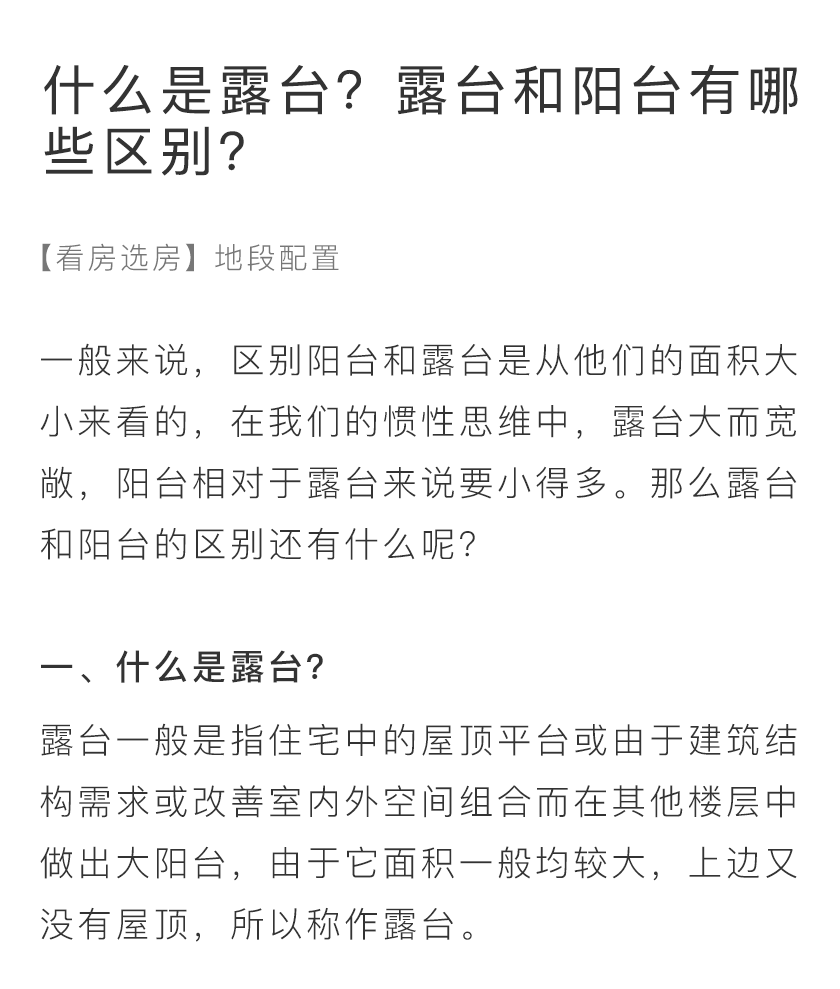 什么是露台？露台和阳台有哪
些区别？
【看房选房】地段配置
一般来说，区别阳台和露台是从他们的面积大
小来看的，在我们的惯性思维中，露台大而宽
敞，阳台相对于露台来说要小得多。那么露台
和阳台的区别还有什么呢？
一、什么是露台？
露台一般是指住宅中的屋顶平台或由于建筑结
构需求或改善室内外空间组合而在其他楼层中
做出大阳台，由于它面积一般均较大，上边又
没有屋顶，所以称作露台。